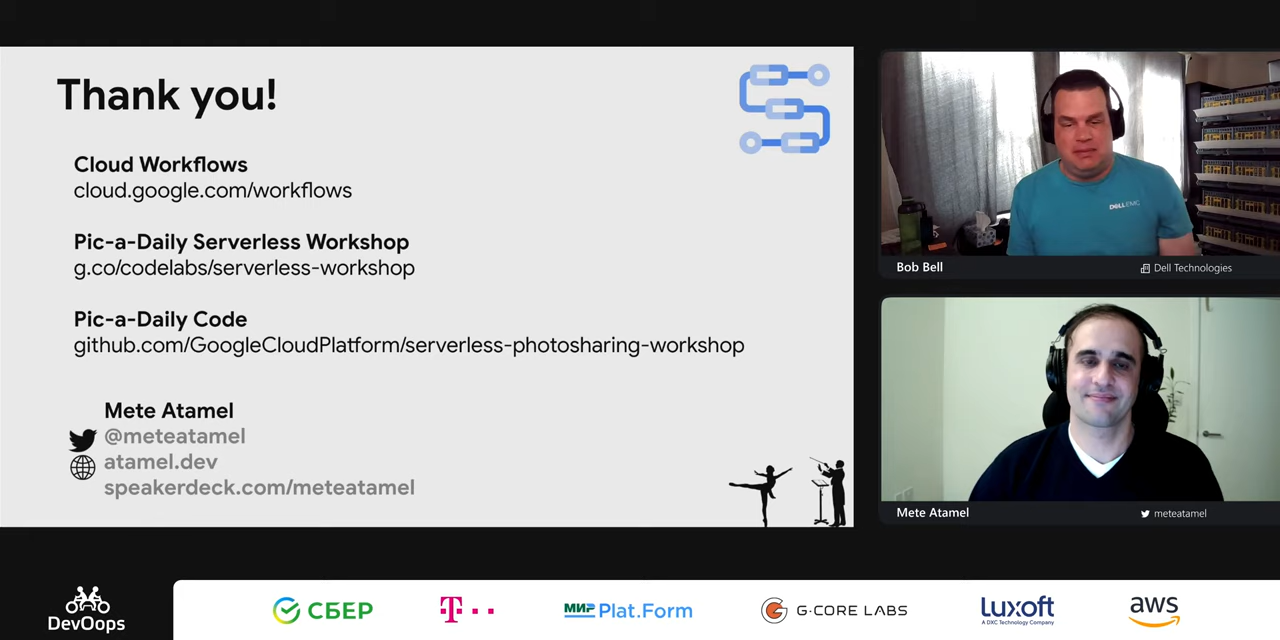 Thank you!
Cloud Workflows
cloud.google.com/workflows
Pic-a-Daily Serverless Workshop
g.co/codelabs/serverless-workshop
Pic-a-Daily Code
github.com/GoogleCloudPlatform/serverless-photosharing-workshop
Mete Atamel
@meteatamel
atamel.dev
speakerdeck.com/meteatamel
DELLEMC
Bob Bell
Dell Technologies
Mete Atamel
meteatamel
DevOops
СБЕР
T
МИР Plat.Form
G·CORE LABS
luxoft
A DXC Technology Company
aws